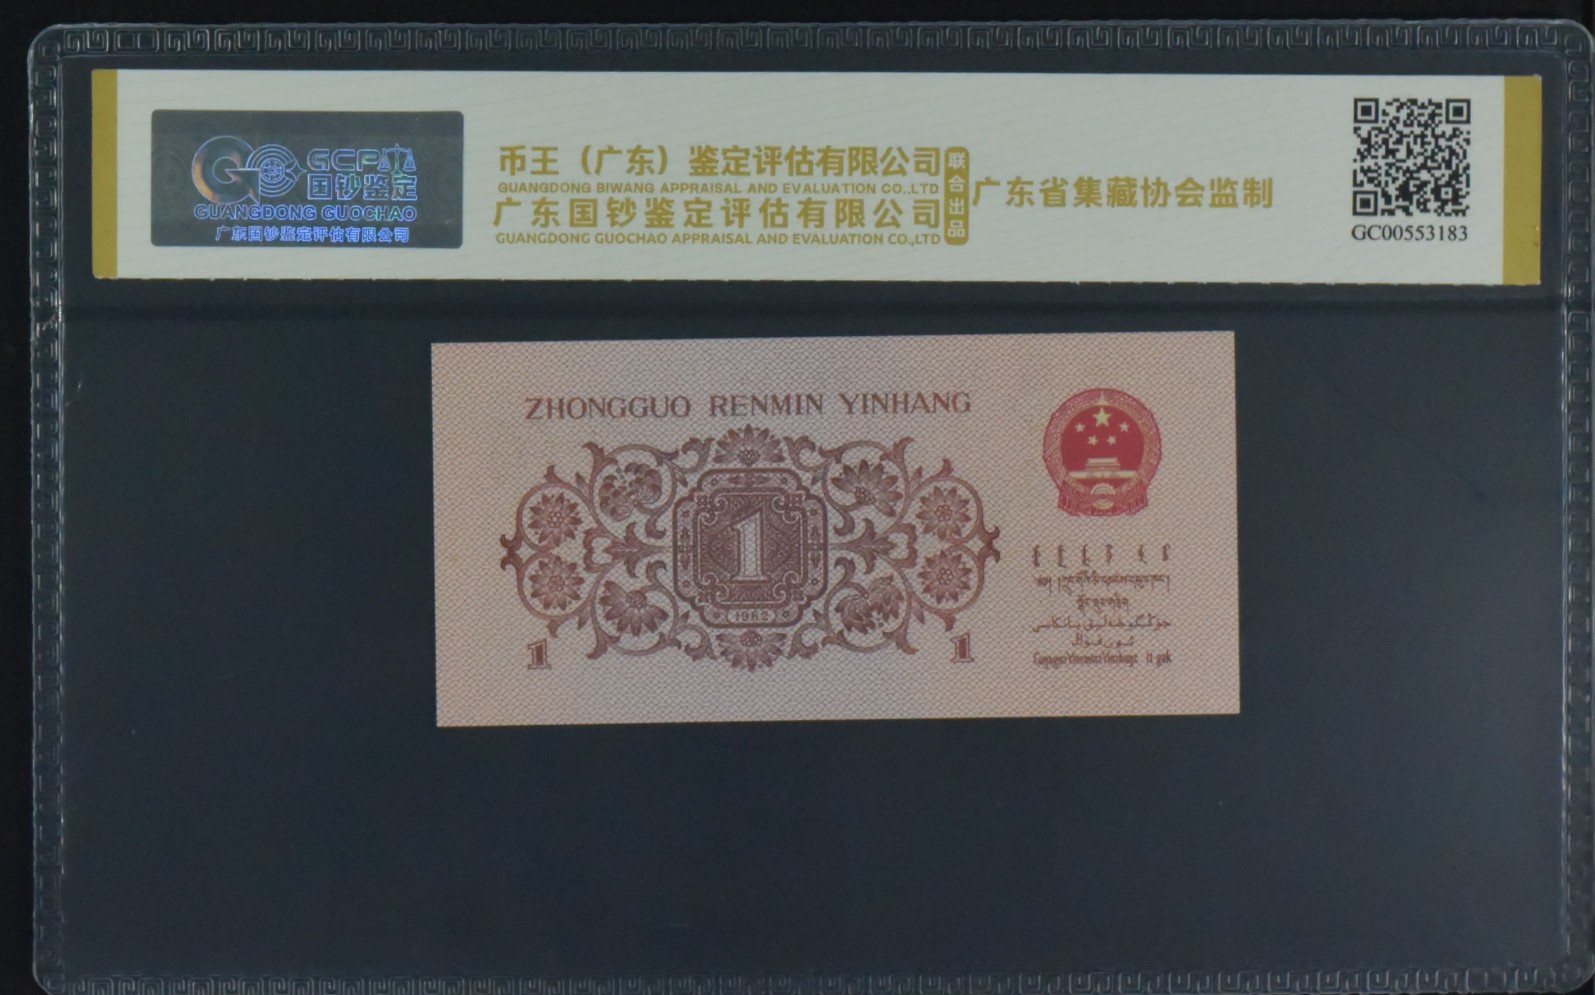 GCP
国钞鉴定
GUANGDONG GUOCHAO
广东国钞鉴定评估有限公司
币王（广东）鉴定评估有限公司
GUANGDONG BIWANG APPRAISAL AND EVALUATION CO.,LTD
广东国钞鉴定评估有限公司
GUANGDONG GUOCHAO APPRAISAL AND EVALUATION CO.,LTD
联合出品
广东省集藏协会监制
GC00553183
ZHONGGUO RENMIN YINHANG
1
1962
1
1
جۇڭگو خەلىق بانكاسى